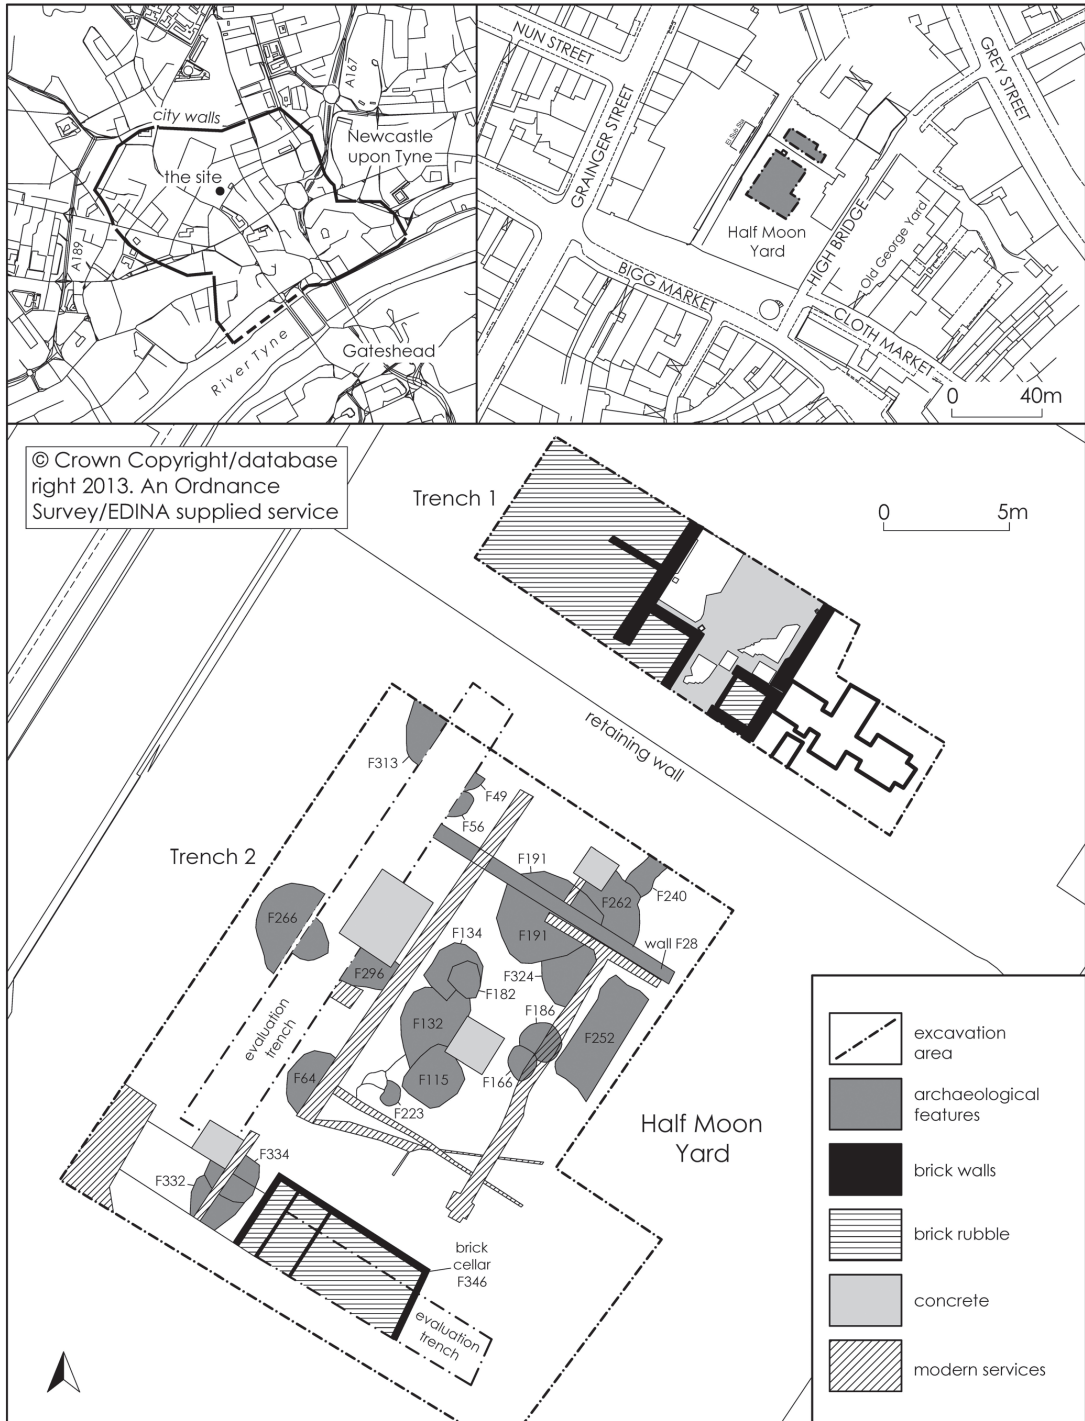 city walls
A167
Newcastle
upon Tyne
the site
A189
River Tyne
Gateshead
NUN STREET
GRAINGER STREET
GREY STREET
El Sub Sta
Half Moon
Yard
HIGH BRIDGE
Old George Yard
BIGG MARKET
CLOTH MARKET
0 40m
© Crown Copyright/database
right 2013. An Ordnance
Survey/EDINA supplied service
Trench 1
0 5m
retaining wall
F313
F49
F56
Trench 2
F191
F240
F266
F262
F134
F191
wall F28
F296
F324
F182
F186
F132
F252
evaluation
trench
F64
F115
F166
F223
Half Moon
Yard
F334
F332
brick
cellar
F346
evaluation
trench
excavation
area
archaeological
features
brick walls
brick rubble
concrete
modern services